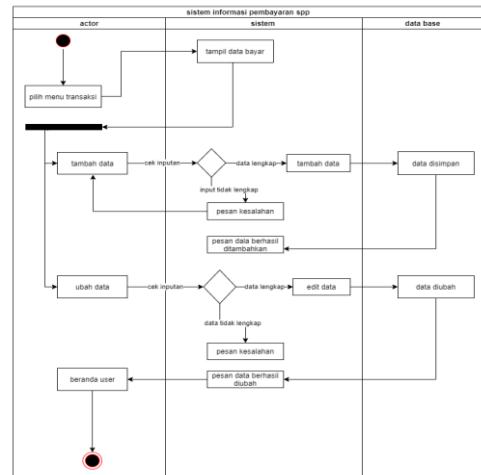 sistem informasi pembayaran spp
actor
sistem
data base
tampil data bayar
pilih menu transaksi
tambah data
cek inputan
data lengkap
tambah data
data disimpan
input tidak lengkap
pesan kesalahan
pesan data berhasil
ditambahkan
ubah data
cek inputan
data lengkap
edit data
data diubah
data tidak lengkap
pesan kesalahan
beranda user
pesan data berhasil
diubah